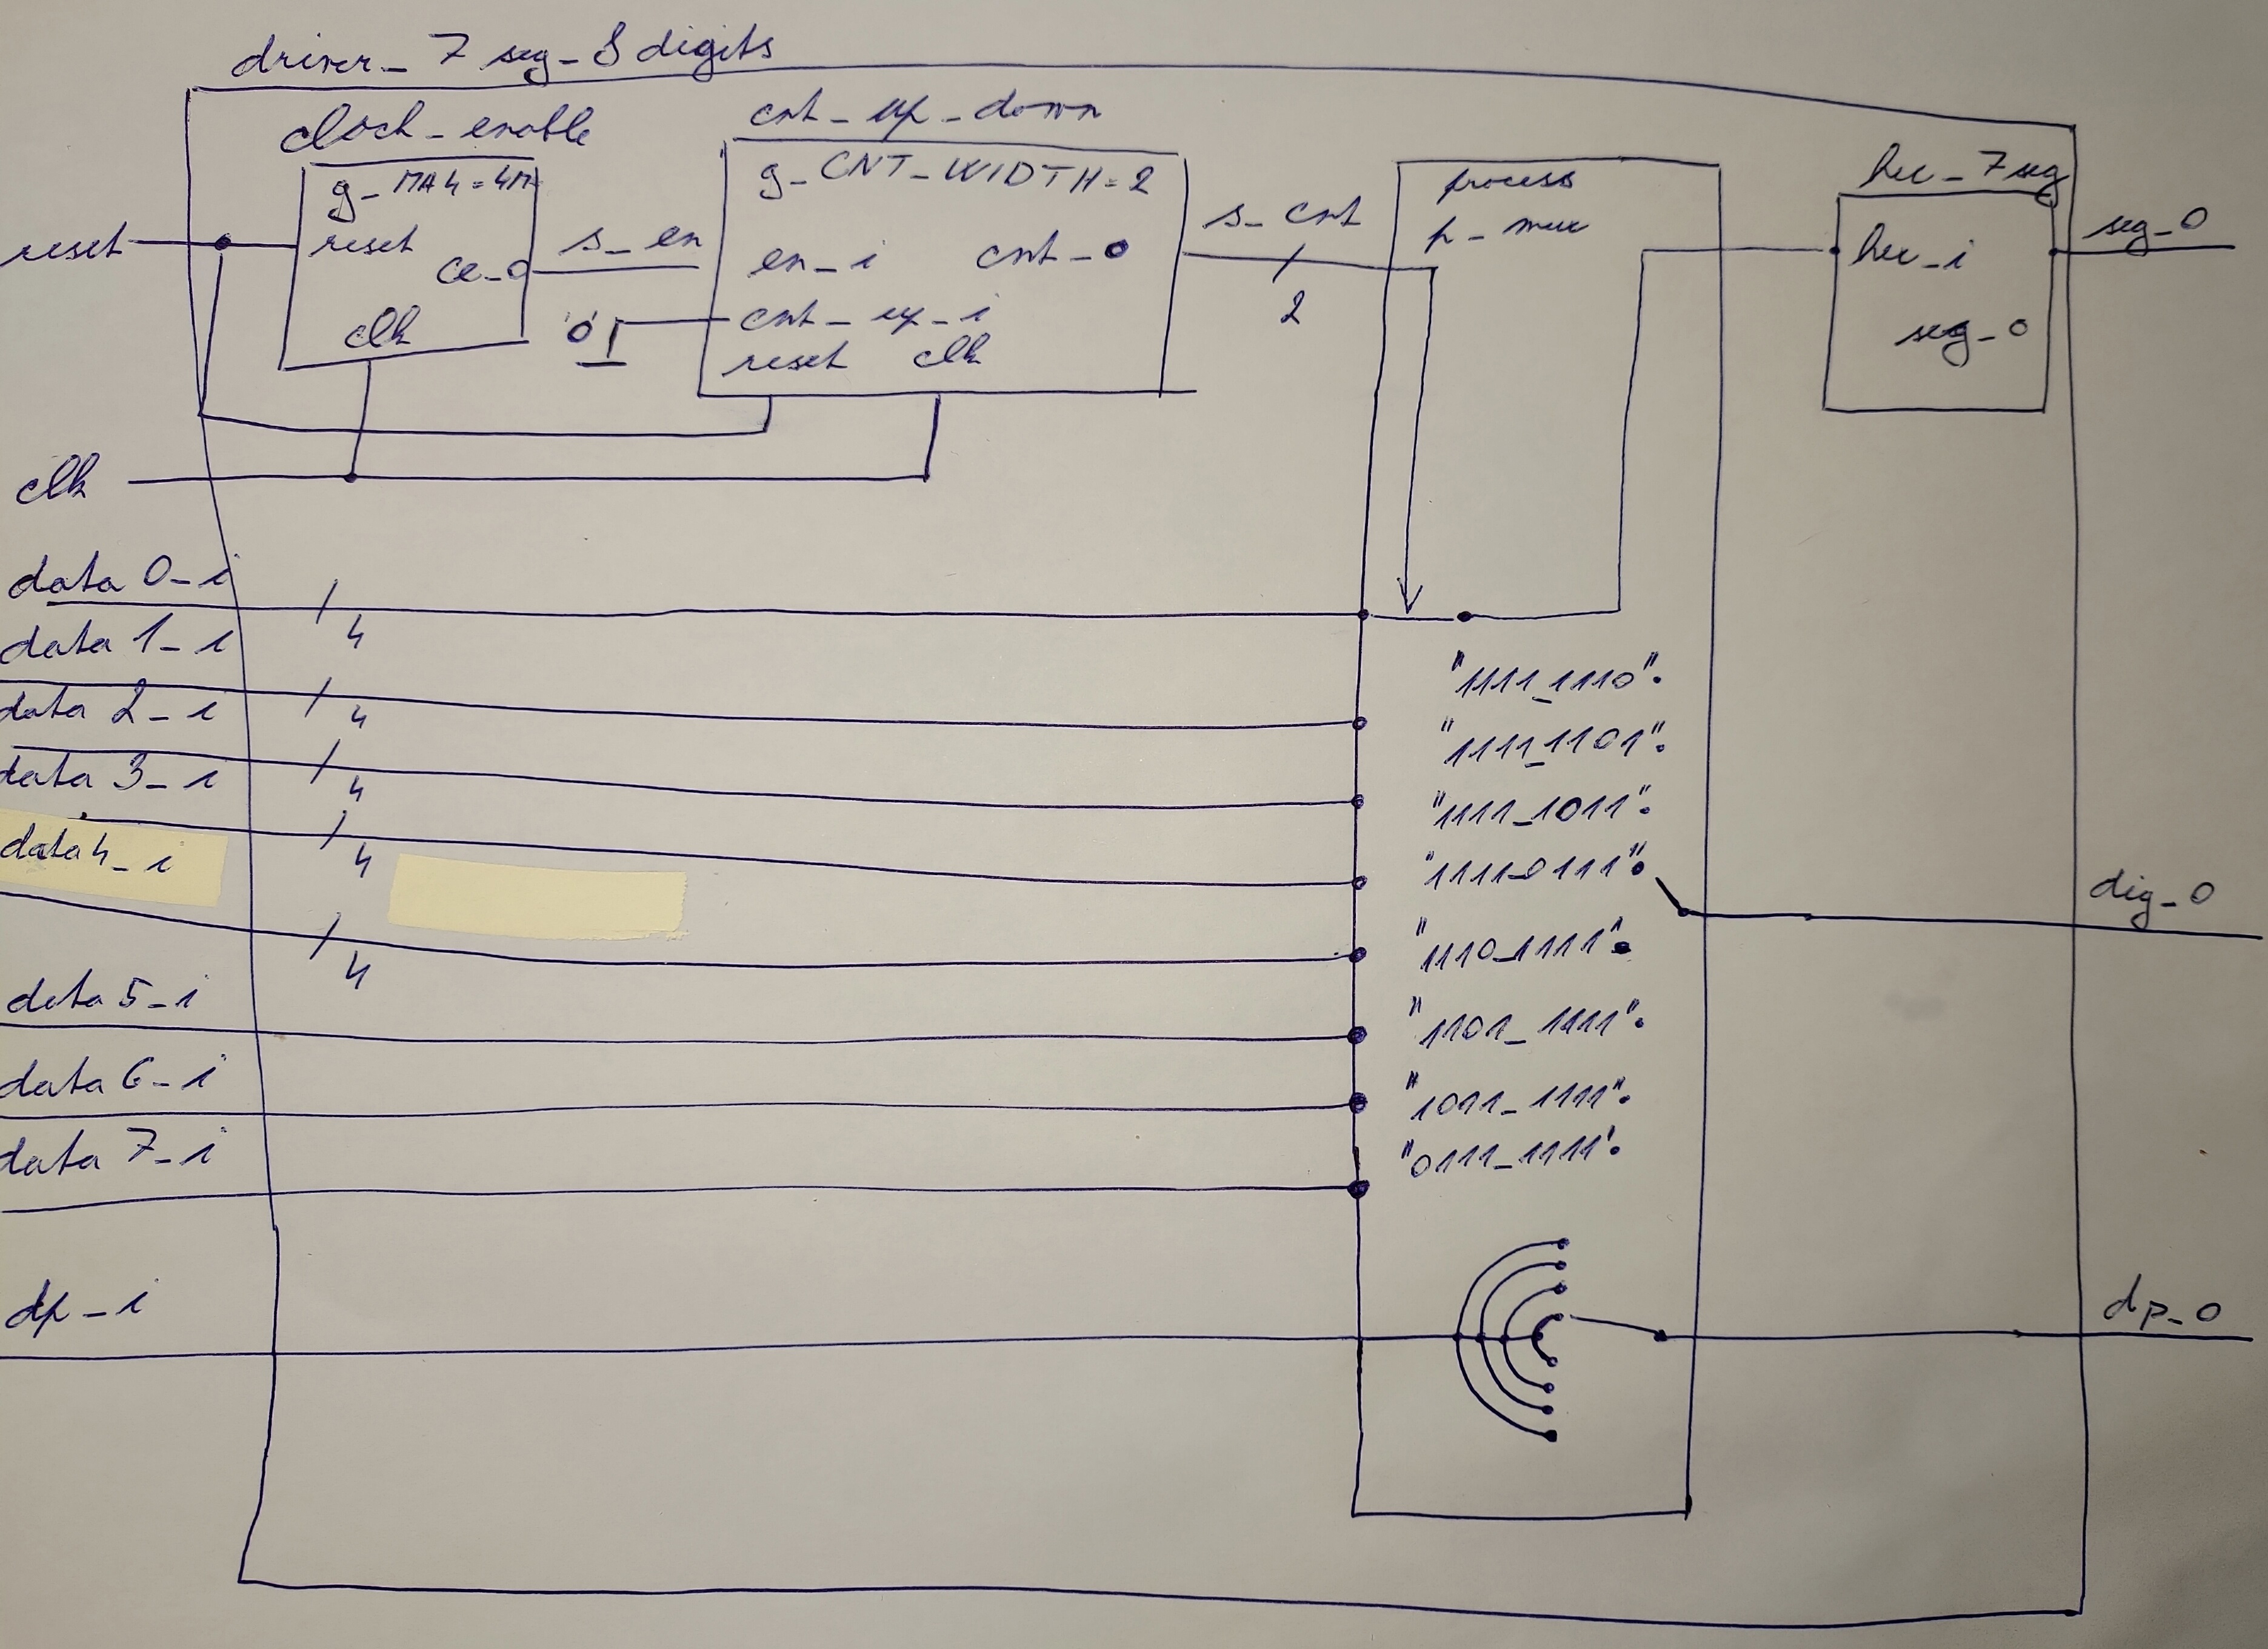 driver_7seg_8digits
clock_enable
g_MAX=4M
reset
ce_o
clk
cnt_up_down
g_CNT_WIDTH=2
en_i cnt_o
cnt_up_i
reset clk
reset
s_en
'0'
s_cnt
2
process
p_mux
hex_7seg
hex_i
seg_o
seg_o
clk
data0_i
4
data1_i
4
data2_i
4
data3_i
4
data4_i
4
data5_i
data6_i
data7_i
"1111_1110"
"1111_1101"
"1111_1011"
"1111_0111"
"1110_1111"
"1101_1111"
"1011_1111"
"0111_1111"
dig_o
dp_i
dp_o